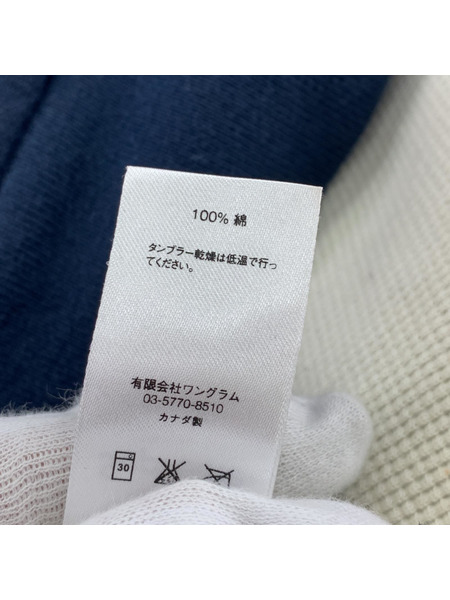 100% 綿
タンブラー乾燥は低温で行っ
てください。
有限会社ワングラム
03-5770-8510
カナダ製
30